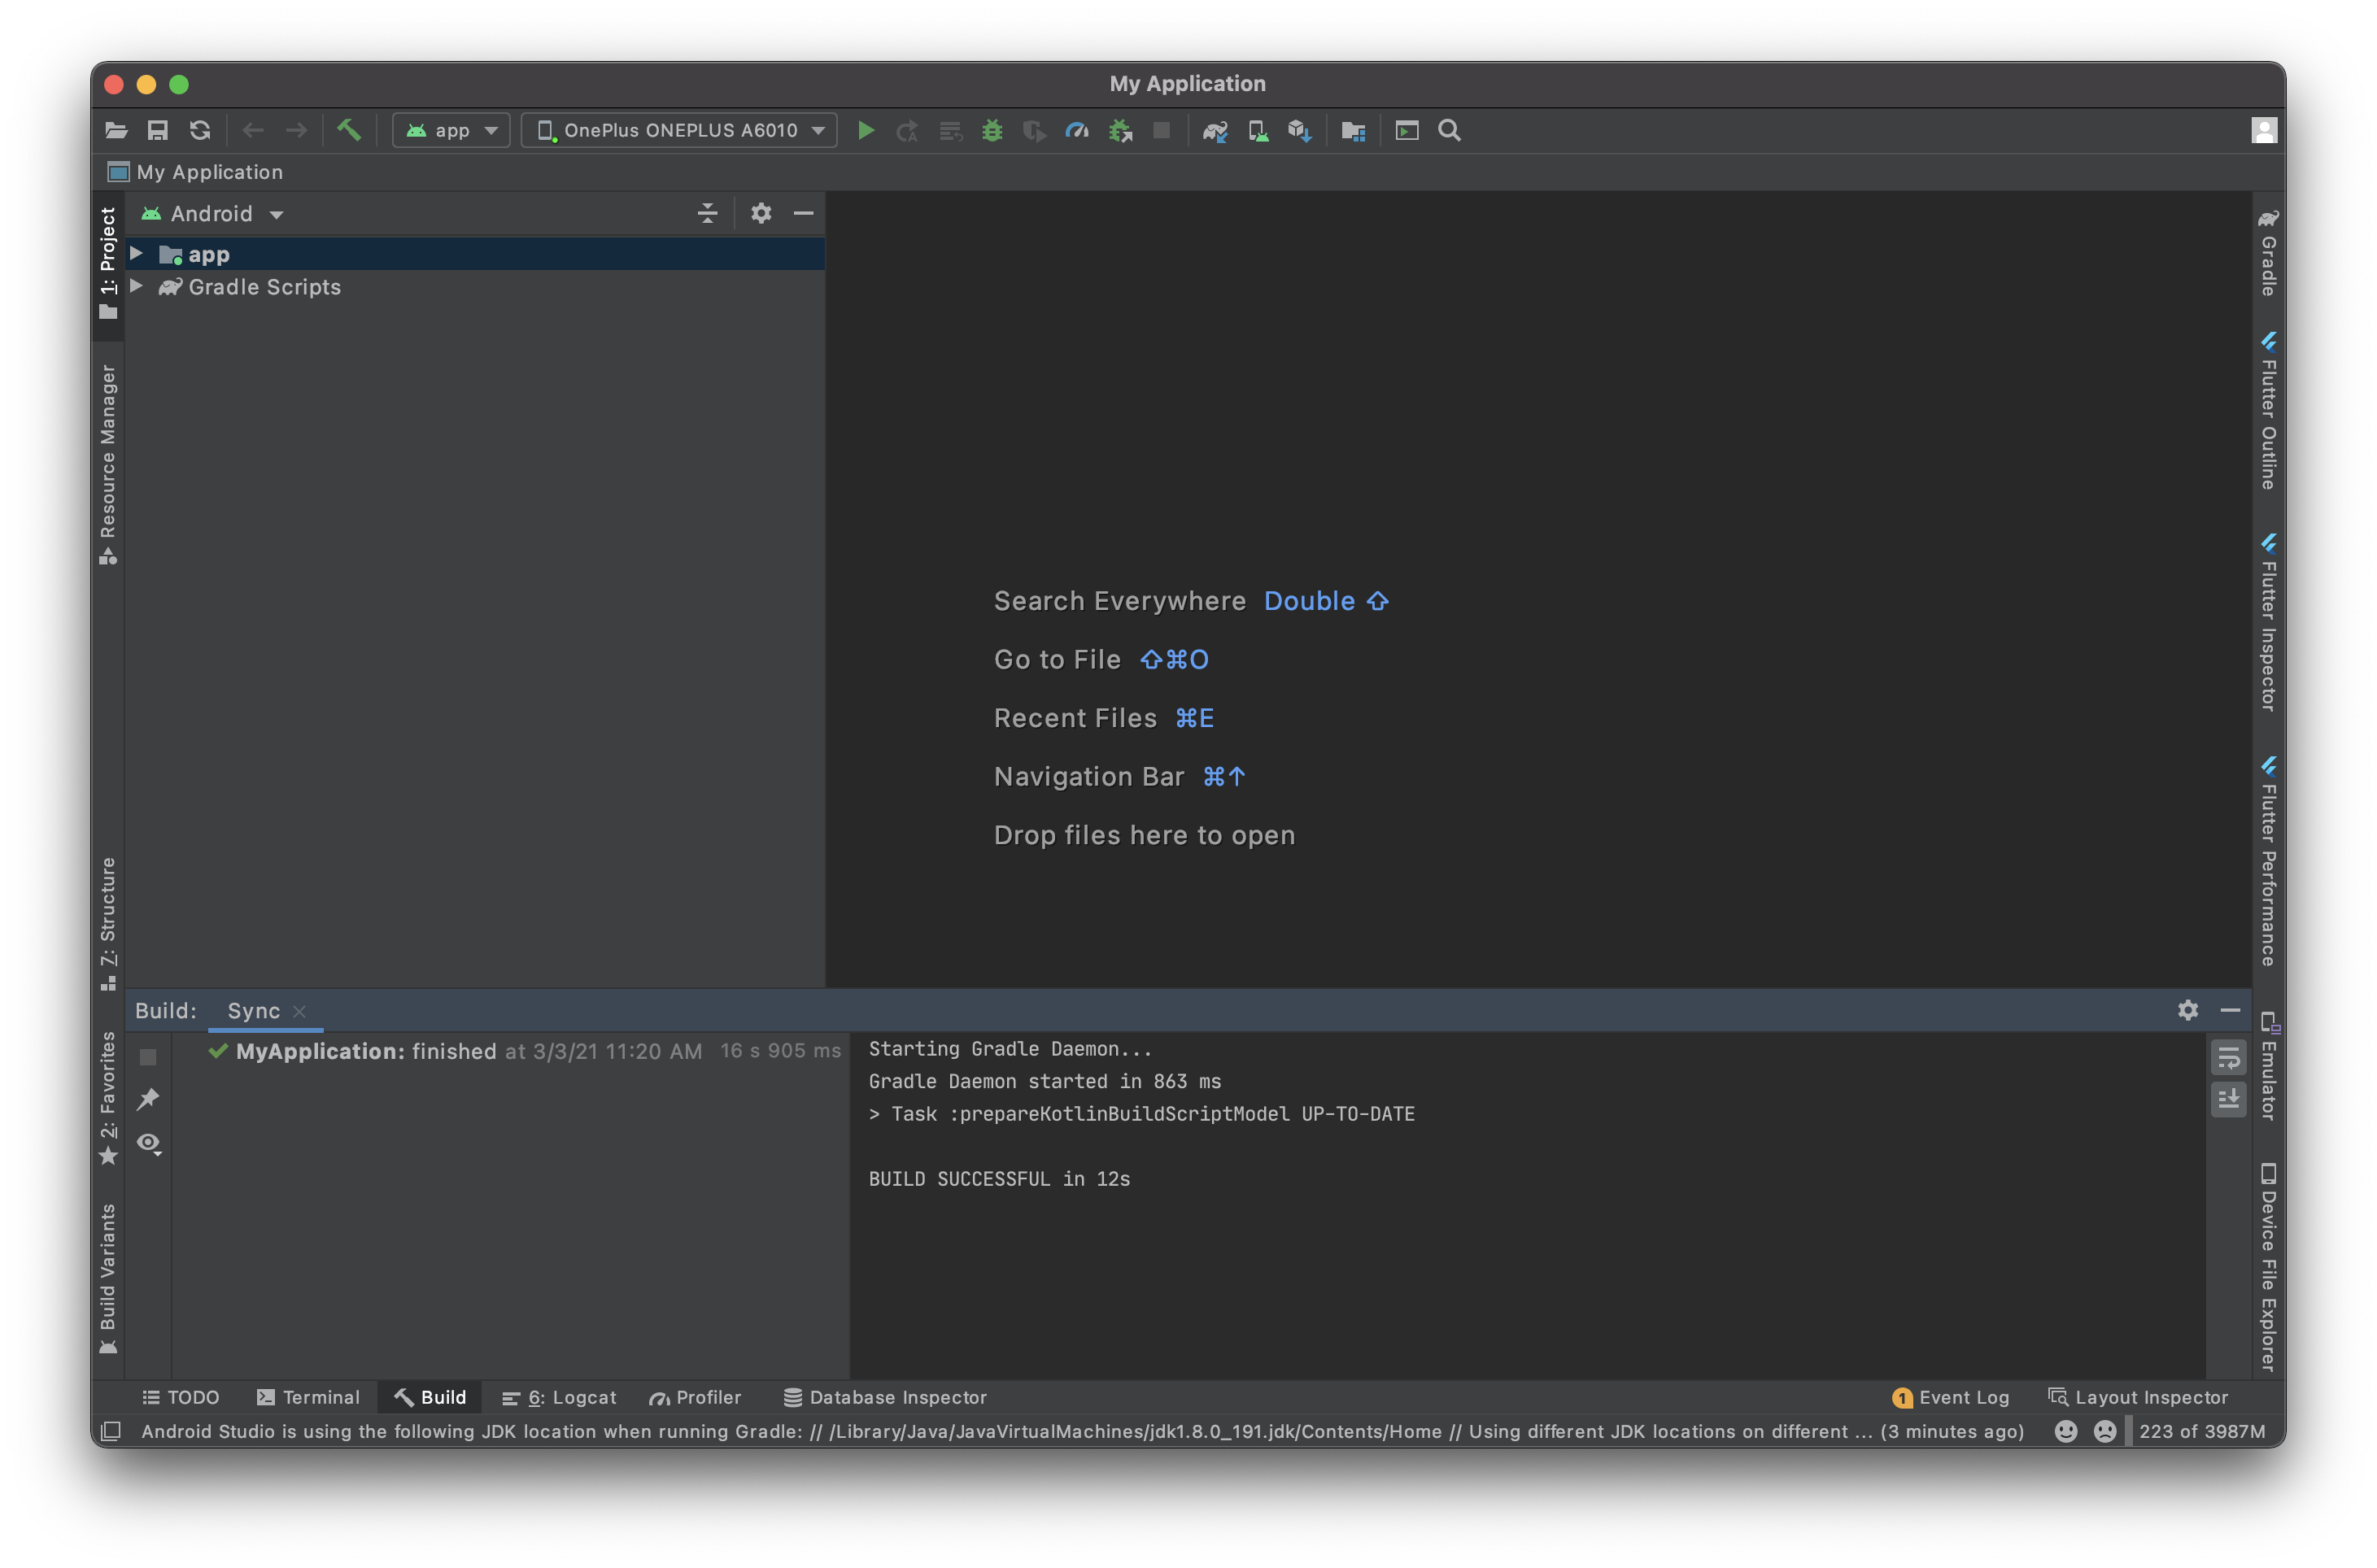 My Application
app
OnePlus ONEPLUS A6010
My Application
1: Project
Resource Manager
7: Structure
2: Favorites
Build Variants
Android
app
Gradle Scripts
Search Everywhere Double ⇧
Go to File ⇧⌘O
Recent Files ⌘E
Navigation Bar ⌘↑
Drop files here to open
Gradle
Flutter Outline
Flutter Inspector
Flutter Performance
Emulator
Device File Explorer
Build: Sync
MyApplication: finished at 3/3/21 11:20 AM 16 s 905 ms
Starting Gradle Daemon...
Gradle Daemon started in 863 ms
> Task :prepareKotlinBuildScriptModel UP-TO-DATE
BUILD SUCCESSFUL in 12s
TODO Terminal Build 6: Logcat Profiler Database Inspector 1 Event Log Layout Inspector
Android Studio is using the following JDK location when running Gradle: // /Library/Java/JavaVirtualMachines/jdk1.8.0_191.jdk/Contents/Home // Using different JDK locations on different ... (3 minutes ago) 223 of 3987M